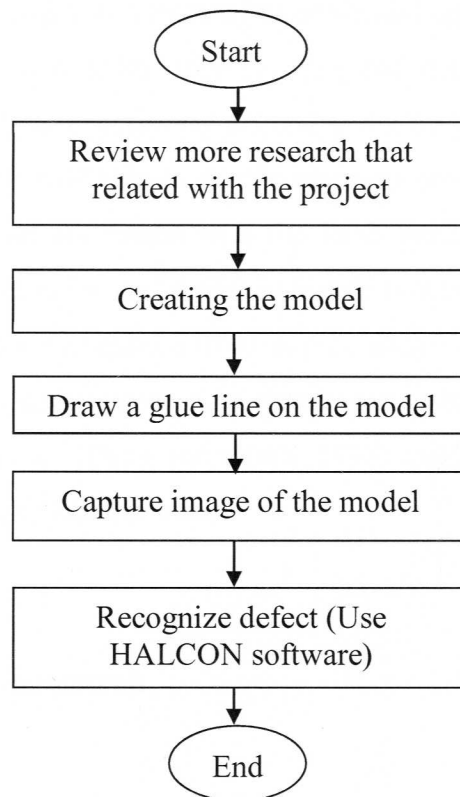 Start
Review more research that
related with the project
Creating the model
Draw a glue line on the model
Capture image of the model
Recognize defect (Use
HALCON software)
End